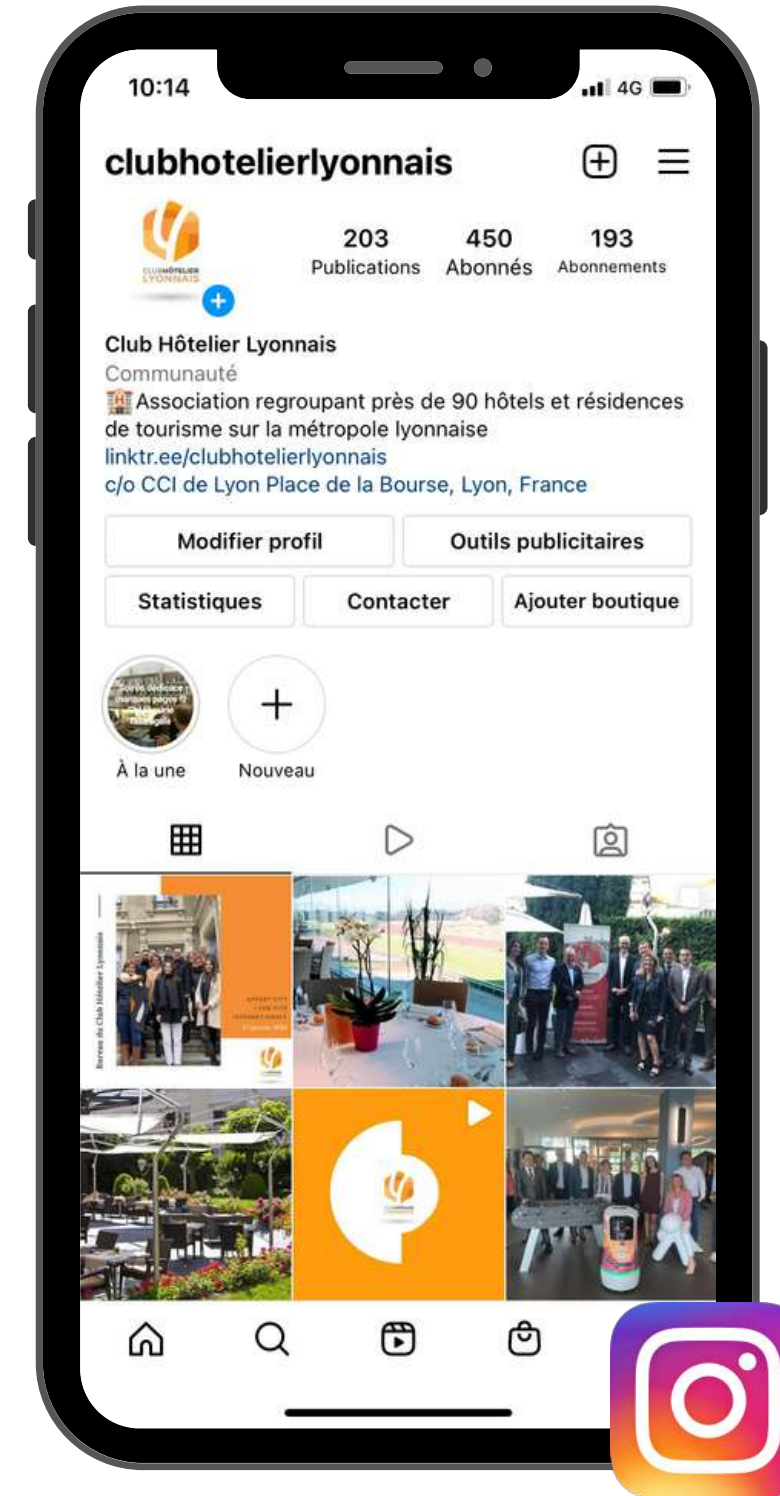 10:14
4G
clubhotelierlyonnais
CLUBHÔTELIER
LYONNAIS
203
Publications
450
Abonnés
193
Abonnements
Club Hôtelier Lyonnais
Communauté
Association regroupant près de 90 hôtels et résidences
de tourisme sur la métropole lyonnaise
linktr.ee/clubhotelierlyonnais
c/o CCI de Lyon Place de la Bourse, Lyon, France
Modifier profil
Outils publicitaires
Statistiques
Contacter
Ajouter boutique
À la une
Nouveau
Bureau du Club Hôtelier Lyonnais